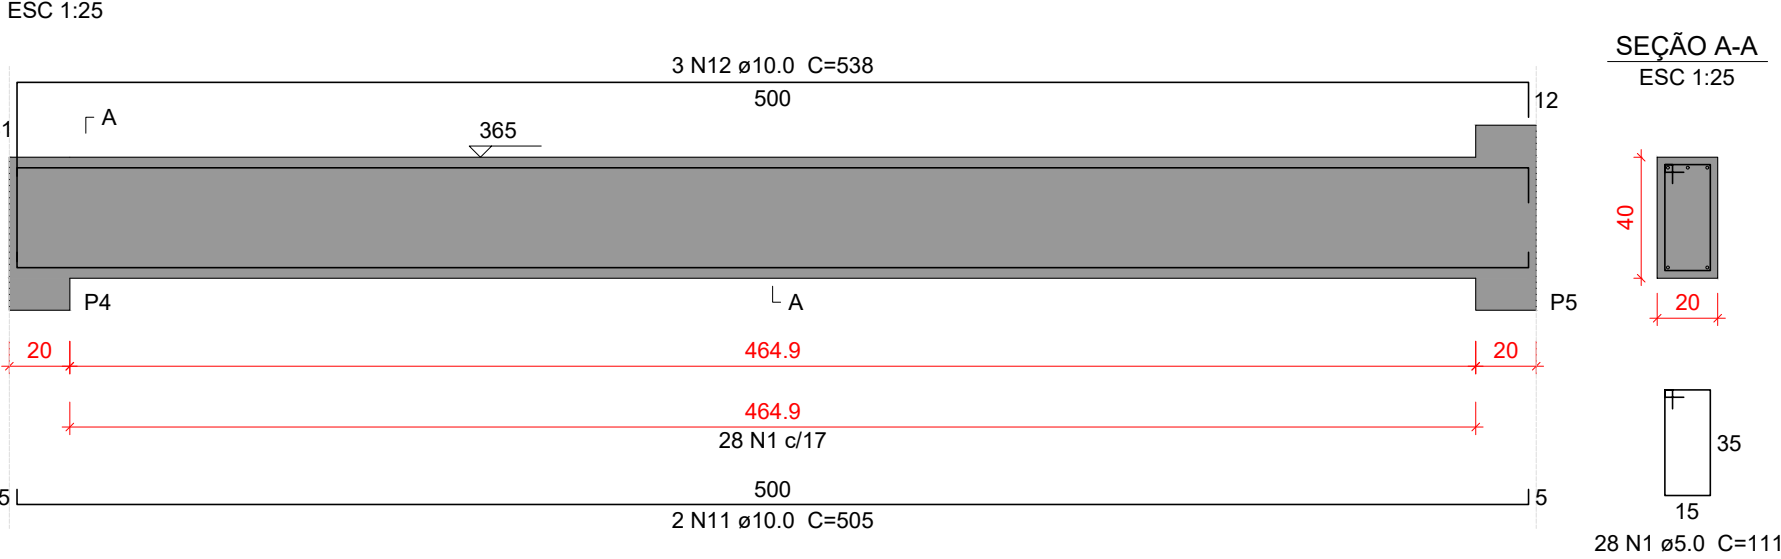 ESC 1:25
SEÇÃO A-A
ESC 1:25
3 N12 ø10.0 C=538
500
12
1
A
365
40
20
P4
A
P5
20
464.9
20
464.9
28 N1 c/17
35
15
5
500
5
2 N11 ø10.0 C=505
28 N1 ø5.0 C=111